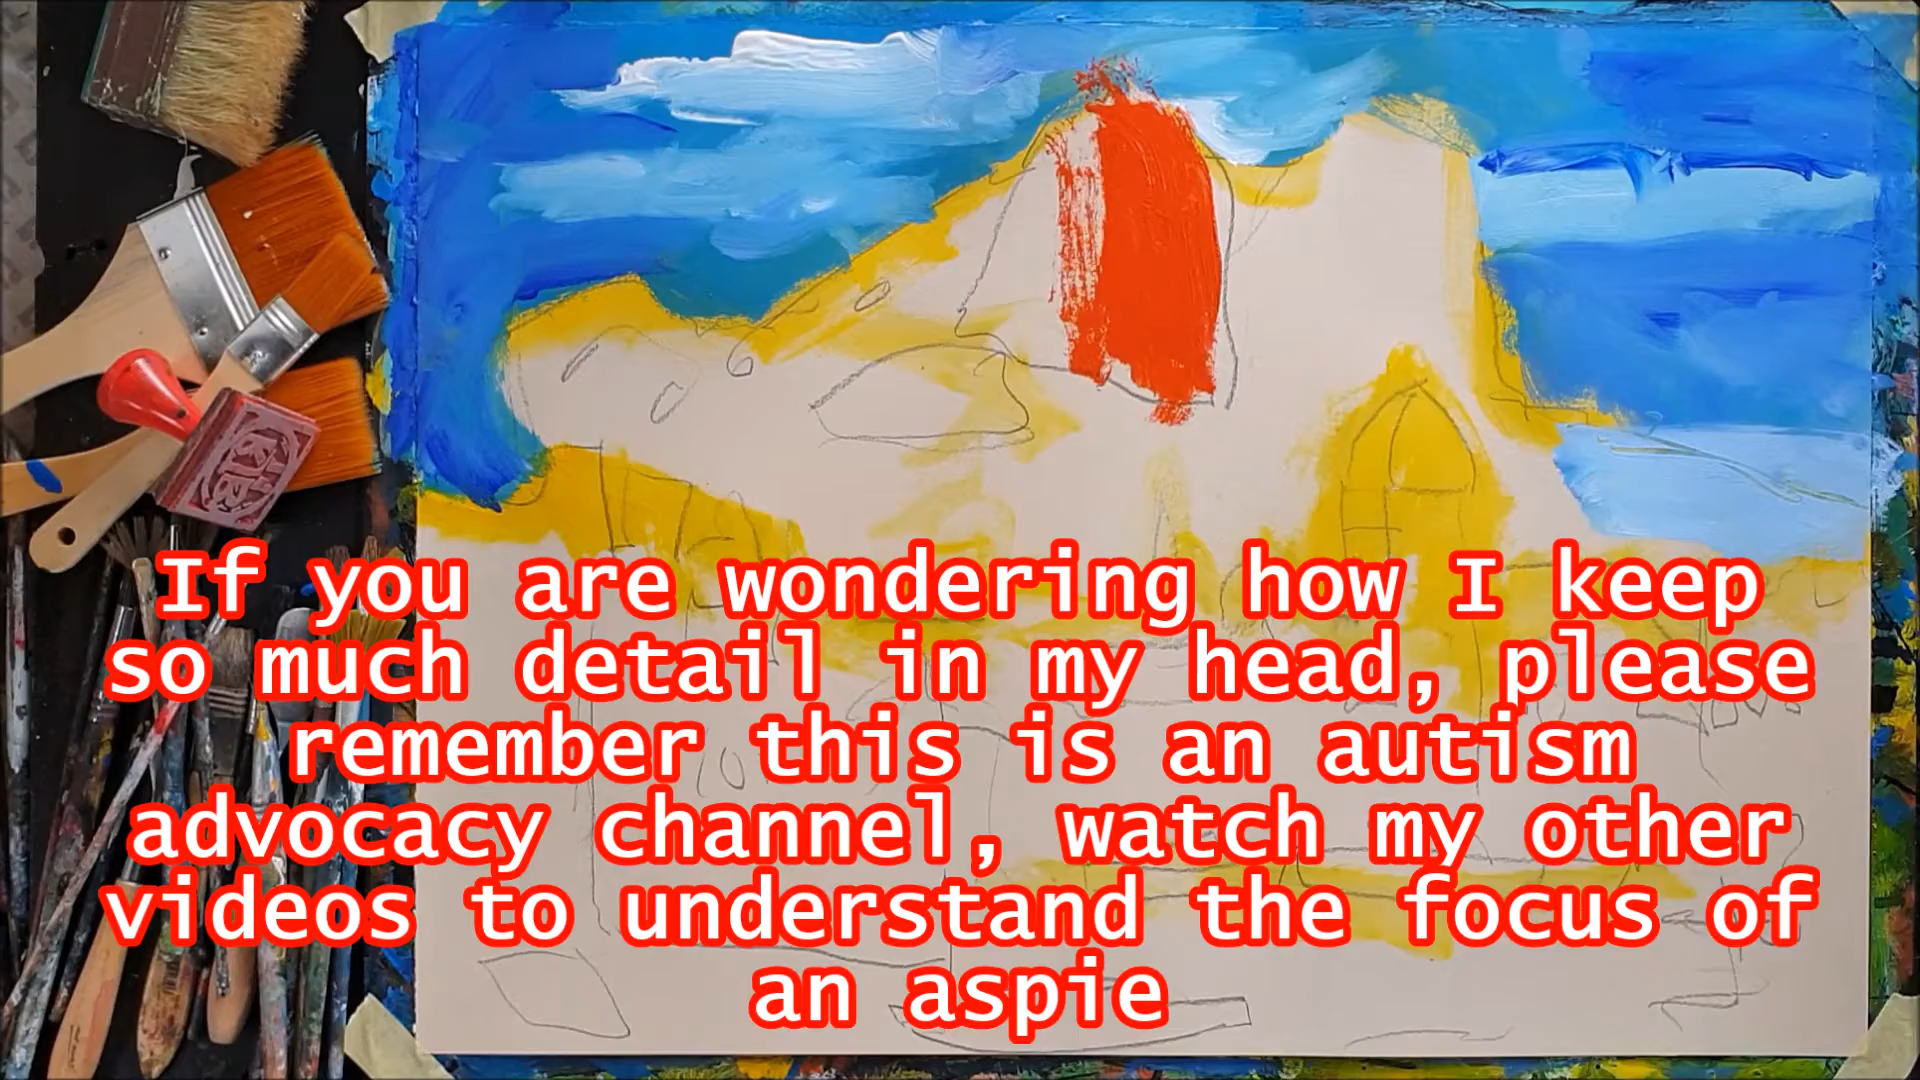 If you are wondering how I keep
so much detail in my head, please
remember this is an autism
advocacy channel, watch my other
videos to understand the focus of
an aspie